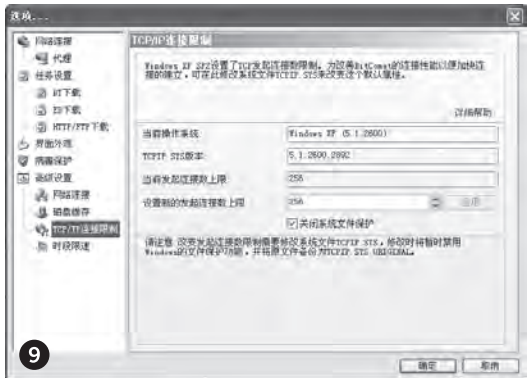 选项...
网络连接
代理
任务设置
BT下载
HTTP/FTP下载
界面外观
病毒保护
高级设置
网络连接
磁盘缓存
TCP/IP连接限制
时段限速
TCP/IP连接限制
Windows XP SP2设置了TCP发起连接数限制。为改善BitComet的连接性能以便加快连
接的建立，可在此修改系统文件TCPIP.SYS来改变这个默认属性。
详细帮助
当前操作系统
Windows XP (5.1.2600)
TCPIP SYS版本
5.1.2600.2892
当前发起连接数上限
256
设置新的发起连接数上限
256
应用
关闭系统文件保护
请注意:改变发起连接数限制需要修改系统文件TCPIP.SYS，修改时将暂时禁用
Windows的文件保护功能，并将原文件备份为TCPIP.SYS.ORIGINAL。
9
确定
取消